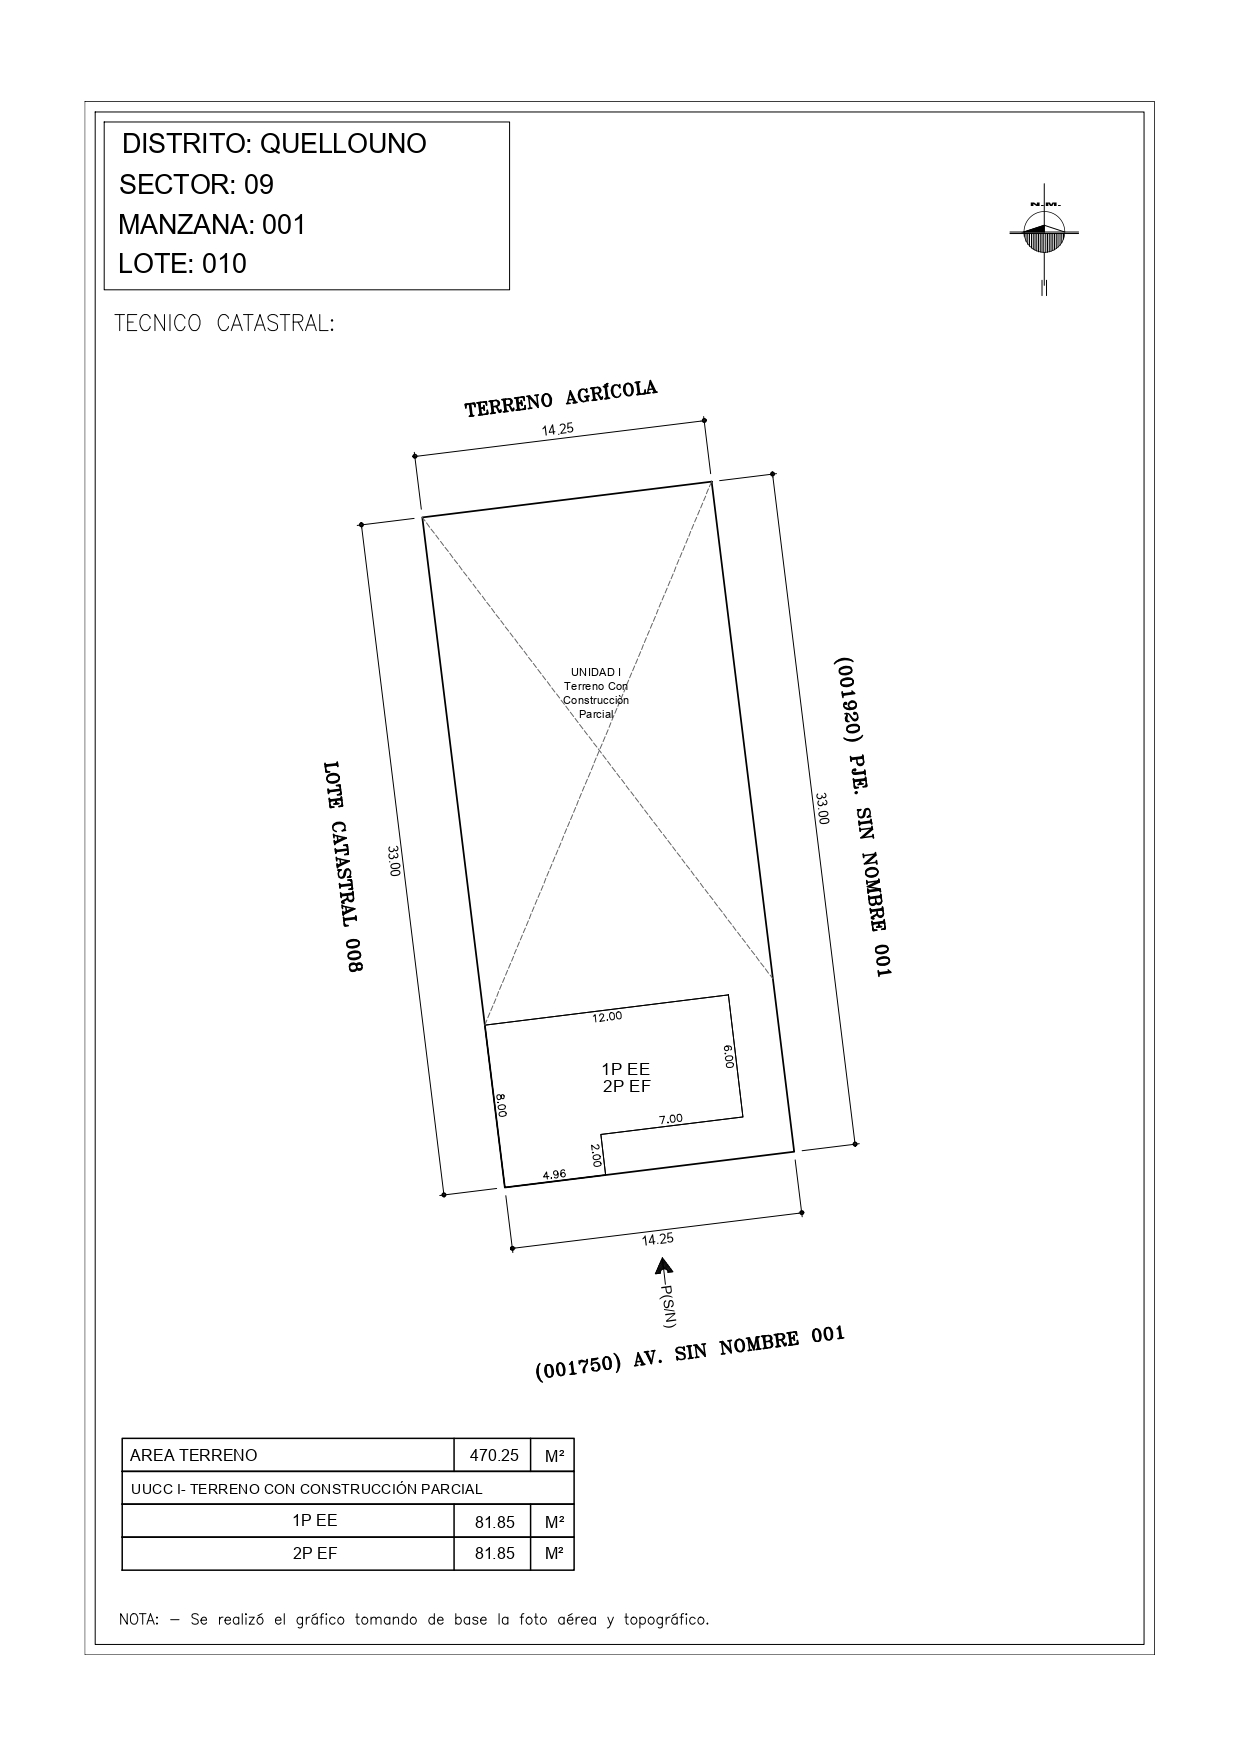 DISTRITO: QUELLOUNO
SECTOR: 09
MANZANA: 001
LOTE: 010
N.M.
TECNICO CATASTRAL:
TERRENO AGRÍCOLA
14.25
UNIDAD I
Terreno Con
Construcción
Parcial
(001920) PJE. SIN NOMBRE 001
33.00
LOTE CATASTRAL 008
33.00
12.00
6.00
1P EE
2P EF
8.00
7.00
2.00
4.96
14.25
P(S/N)
(001750) AV. SIN NOMBRE 001
AREA TERRENO 470.25 M²
UUCC I- TERRENO CON CONSTRUCCIÓN PARCIAL
1P EE 81.85 M²
2P EF 81.85 M²
NOTA: – Se realizó el gráfico tomando de base la foto aérea y topográfico.